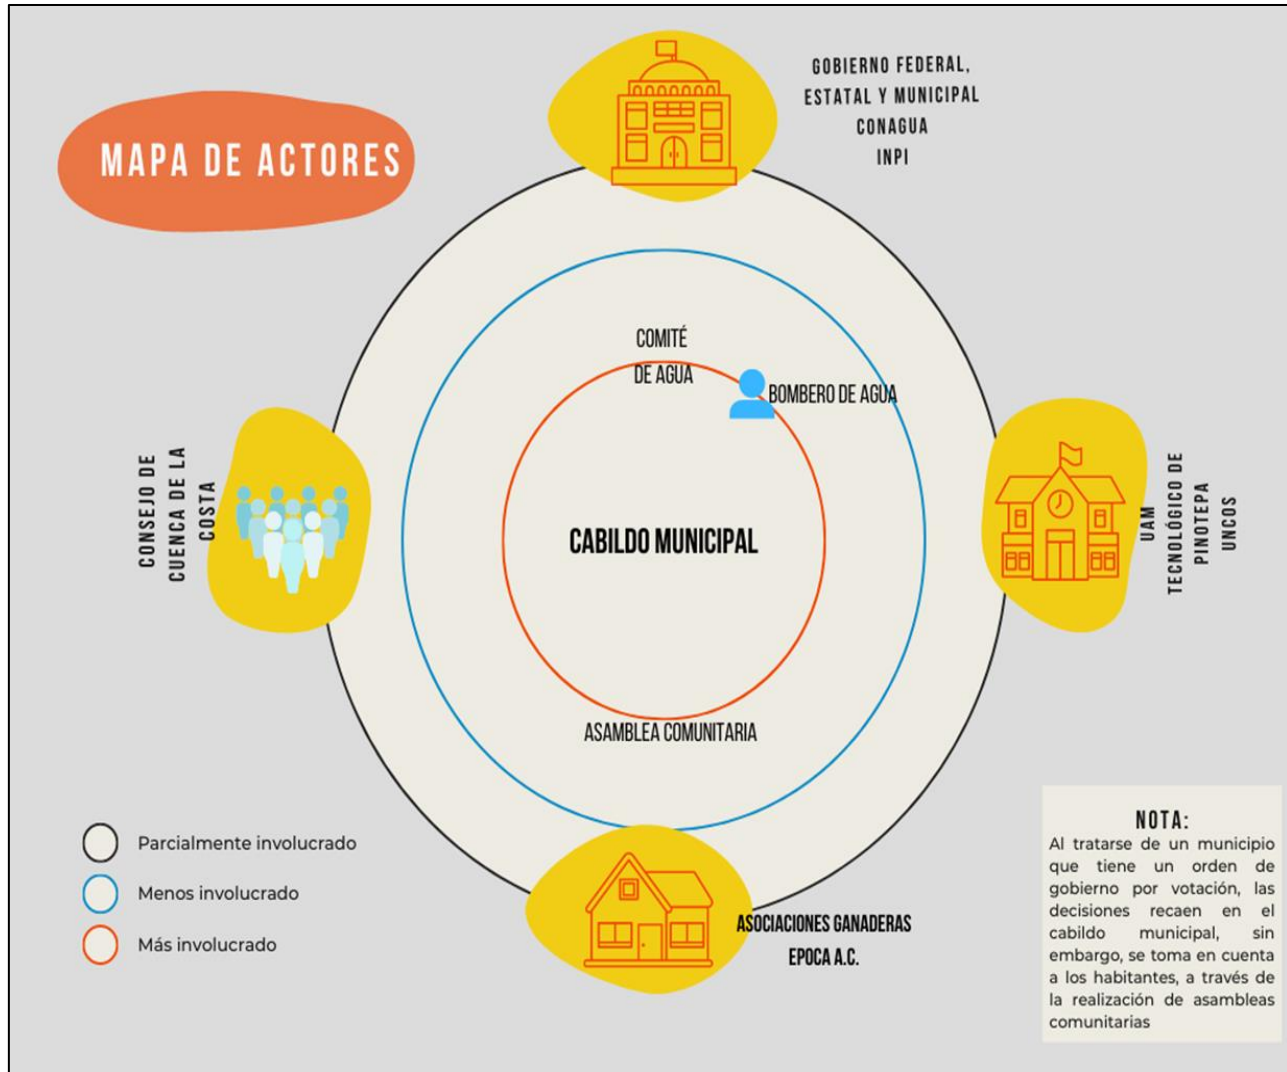 MAPA DE ACTORES
GOBIERNO FEDERAL,
ESTATAL Y MUNICIPAL
CONAGUA
INPI
COMITÉ
DE AGUA
BOMBERO DE AGUA
CONSEJO DE
CUENCA DE LA
COSTA
CABILDO MUNICIPAL
UAM
TECNOLÓGICO DE
PINOTEPA
UNCOS
ASAMBLEA COMUNITARIA
ASOCIACIONES GANADERAS
EPOCA A.C.
Parcialmente involucrado
Menos involucrado
Más involucrado
NOTA:
Al tratarse de un municipio
que tiene un orden de
gobierno por votación, las
decisiones recaen en el
cabildo municipal, sin
embargo, se toma en cuenta
a los habitantes, a través de
la realización de asambleas
comunitarias